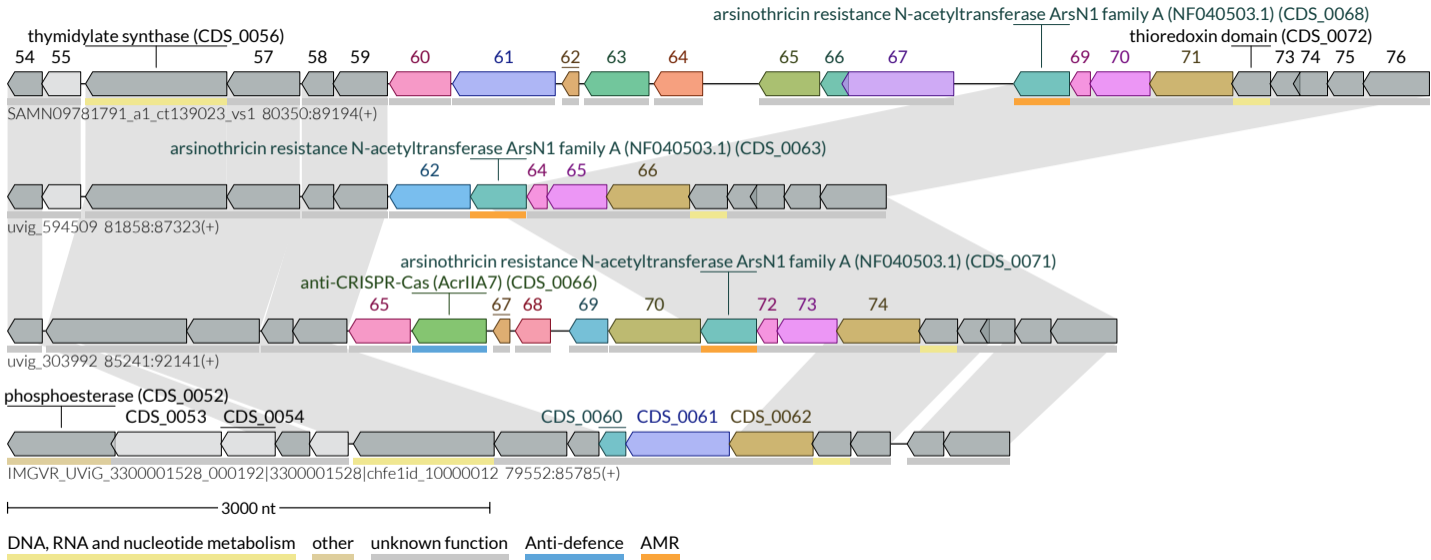 arsinothricin resistance N-acetyltransferase ArsN1 family A (NF040503.1) (CDS_0068)
thymidylate synthase (CDS_0056) thioredoxin domain (CDS_0072)
54 55 57 58 59 60 61 62 63 64 65 66 67 69 70 71 73 74 75 76
SAMN09781791_a1_ct139023_vs1 80350:89194(+)
arsinothricin resistance N-acetyltransferase ArsN1 family A (NF040503.1) (CDS_0063)
62 64 65 66
uvig_594509 81858:87323(+)
arsinothricin resistance N-acetyltransferase ArsN1 family A (NF040503.1) (CDS_0071)
anti-CRISPR-Cas (AcrIIA7) (CDS_0066)
65 67 68 69 70 72 73 74
uvig_303992 85241:92141(+)
phosphoesterase (CDS_0052)
CDS_0053 CDS_0054 CDS_0060 CDS_0061 CDS_0062
IMGVR_UViG_3300001528_000192|3300001528|chfe1id_10000012 79552:85785(+)
3000 nt
DNA, RNA and nucleotide metabolism other unknown function Anti-defence AMR